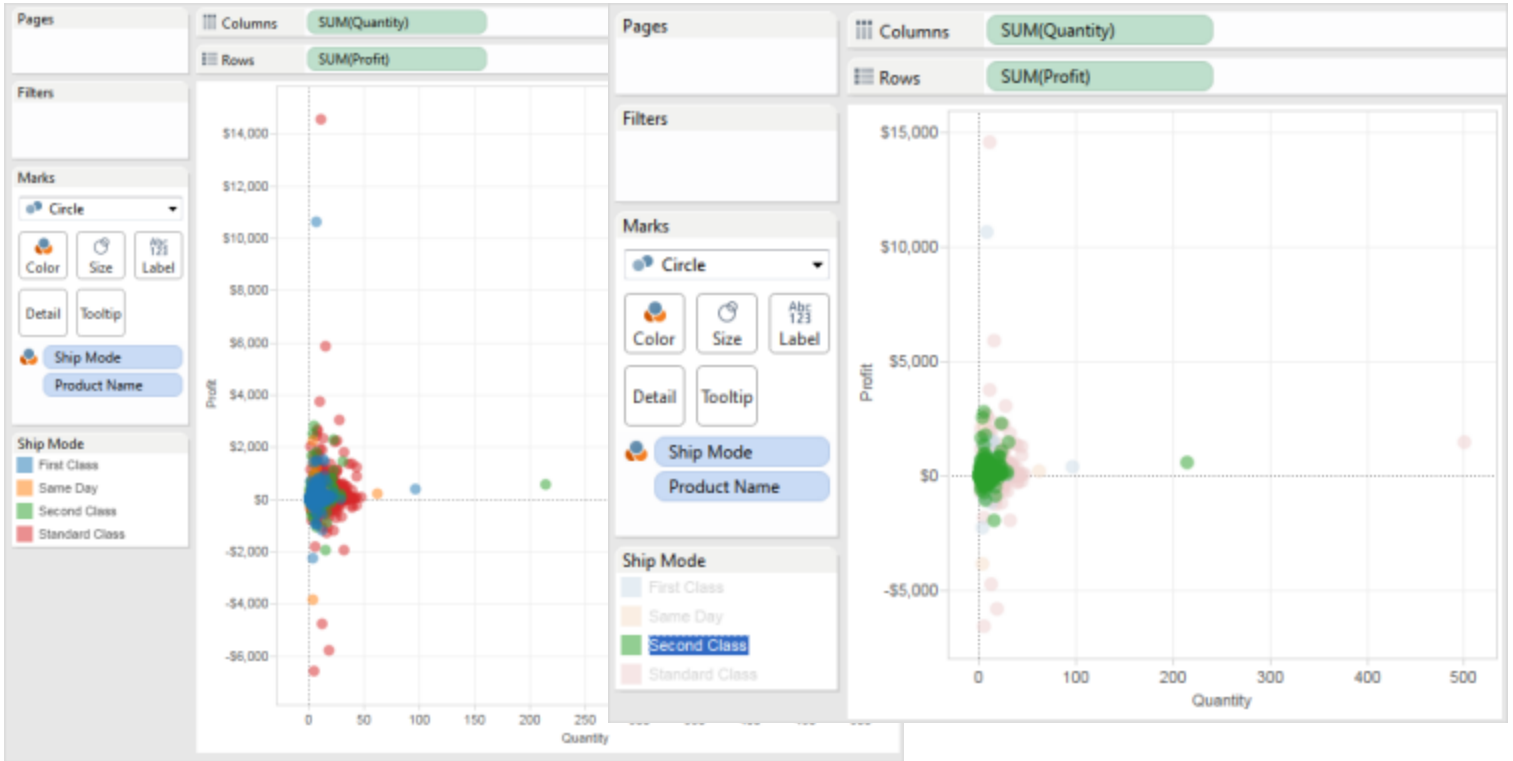 Pages
Columns SUM(Quantity)
Rows SUM(Profit)
Filters
Marks
Circle
Color Size Abc 123 Label
Detail Tooltip
Ship Mode
Product Name
Ship Mode
First Class
Same Day
Second Class
Standard Class
$14,000
$12,000
$10,000
$8,000
$6,000
$4,000
$2,000
$0
-$2,000
-$4,000
-$6,000
Profit
0 50 100 150 200 250
Quantity
Pages
Columns SUM(Quantity)
Rows SUM(Profit)
Filters
Marks
Circle
Color Size Abc 123 Label
Detail Tooltip
Ship Mode
Product Name
Ship Mode
First Class
Same Day
Second Class
Standard Class
$15,000
$10,000
$5,000
$0
-$5,000
Profit
0 100 200 300 400 500
Quantity